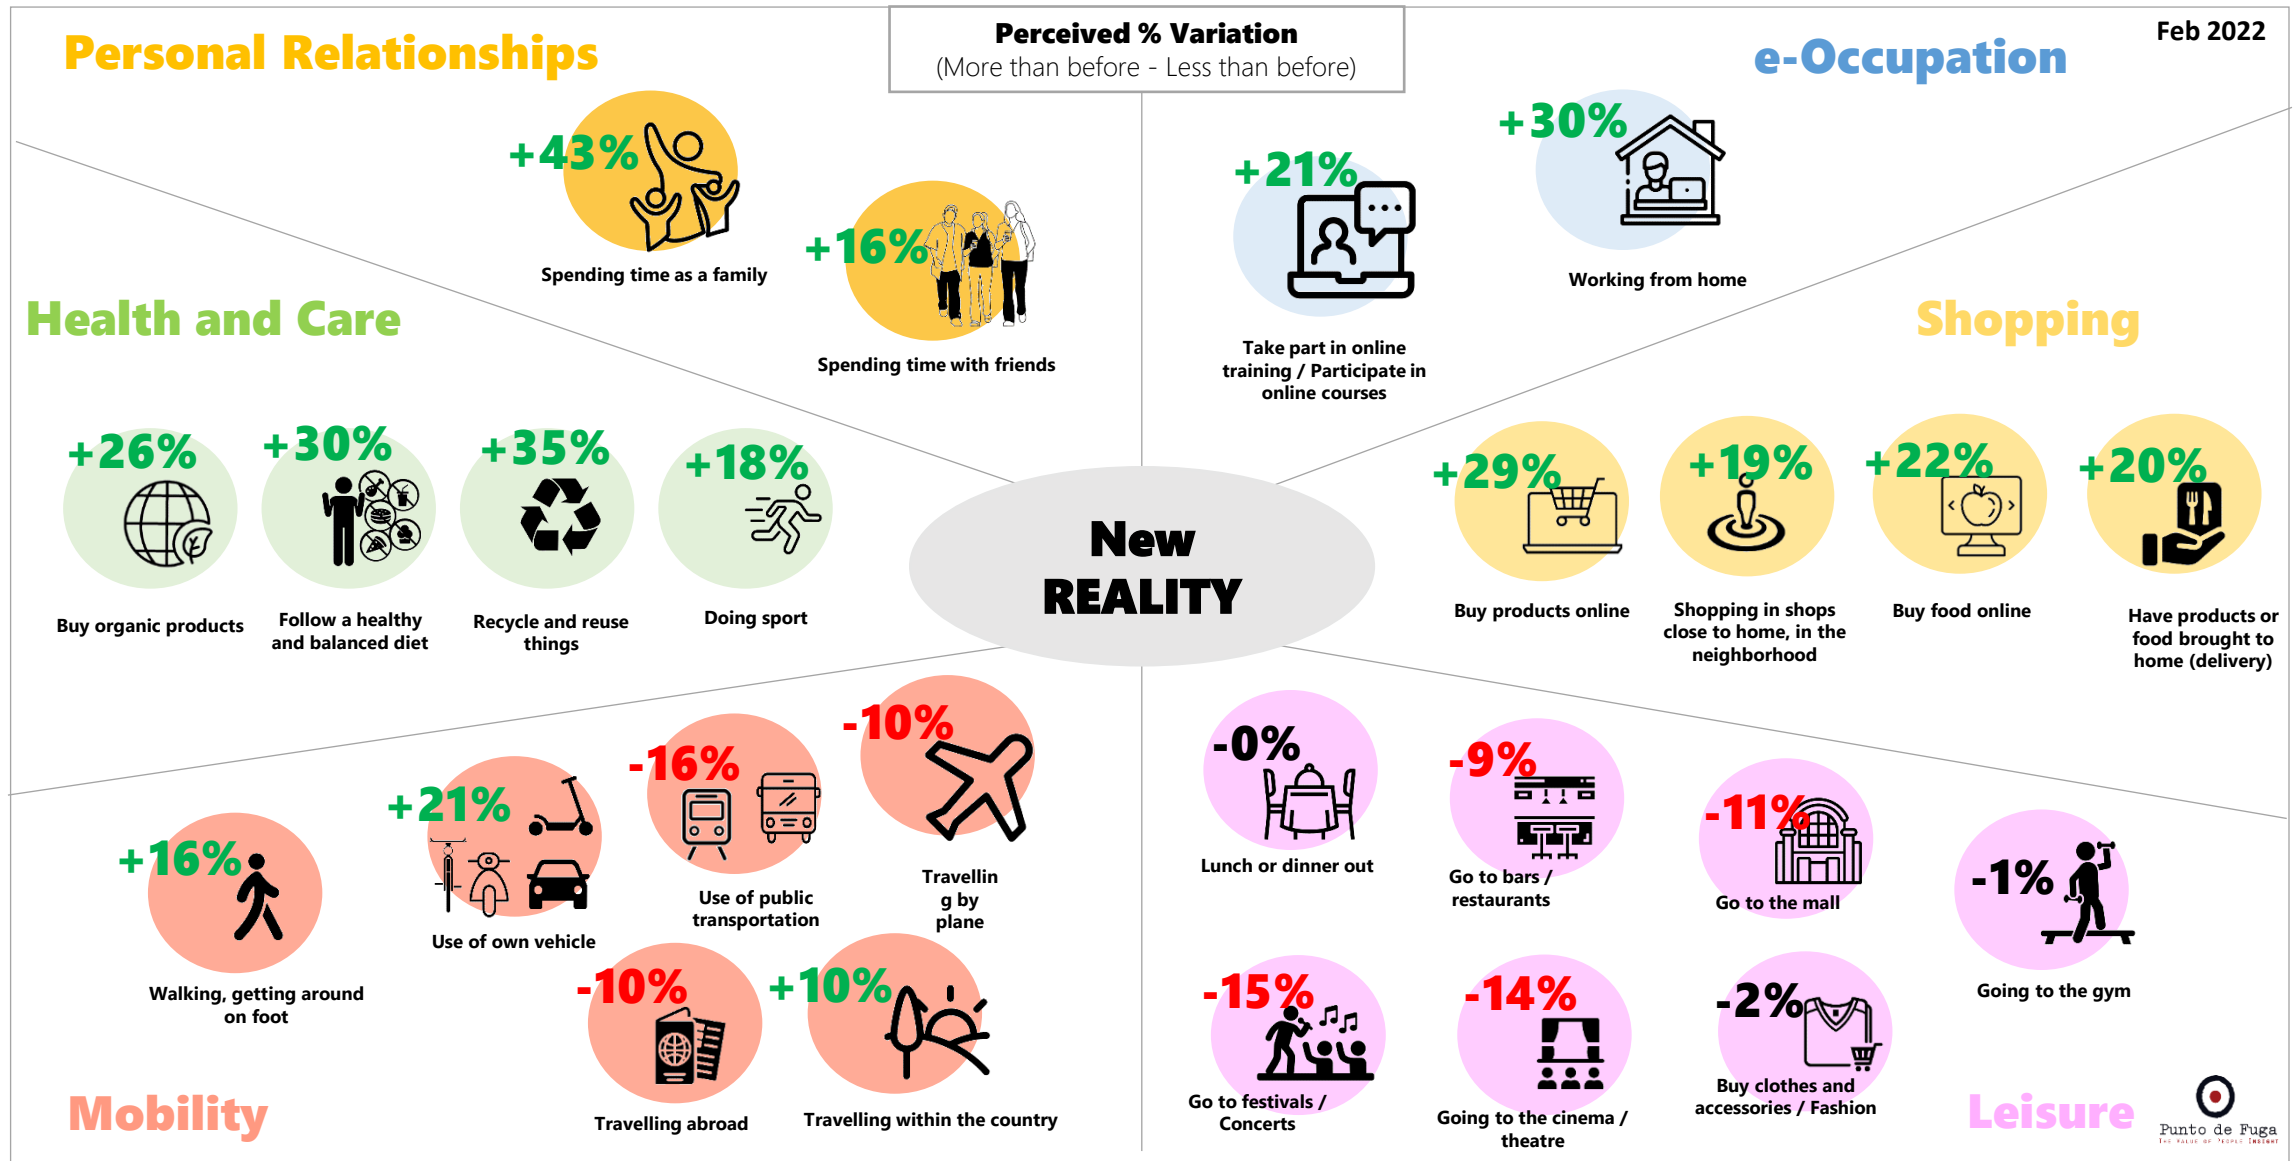 Personal Relationships
Perceived % Variation
(More than before - Less than before)
e-Occupation
Feb 2022
+43%
Spending time as a family
+16%
Spending time with friends
+21%
Take part in online
training / Participate in
online courses
+30%
Working from home
Health and Care
+26%
Buy organic products
+30%
Follow a healthy
and balanced diet
+35%
Recycle and reuse
things
+18%
Doing sport
New
REALITY
Shopping
+29%
Buy products online
+19%
Shopping in shops
close to home, in the
neighborhood
+22%
Buy food online
+20%
Have products or
food brought to
home (delivery)
+16%
Walking, getting around
on foot
+21%
Use of own vehicle
-16%
Use of public
transportation
-10%
Travellin
g by
plane
-10%
Travelling abroad
+10%
Travelling within the country
Mobility
-0%
Lunch or dinner out
-9%
Go to bars /
restaurants
-11%
Go to the mall
-1%
Going to the gym
-15%
Go to festivals /
Concerts
-14%
Going to the cinema /
theatre
-2%
Buy clothes and
accessories / Fashion
Leisure
Punto de Fuga
The Value of People Insight